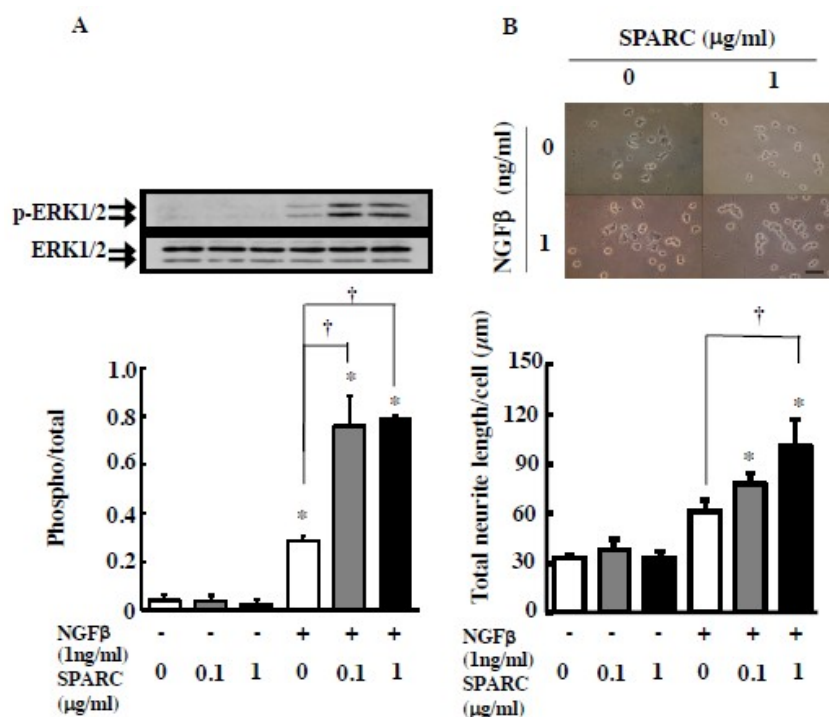 A
p-ERK1/2
ERK1/2
†
†
1.0
0.8
0.6
0.4
0.2
0
Phospho/total
*
*
*
NGFβ - - - + + +
(1ng/ml)
SPARC 0 0.1 1 0 0.1 1
(µg/ml)
B
SPARC (µg/ml)
0 1
NGFβ (ng/ml)
0
1
†
150
120
90
60
30
0
Total neurite length/cell (µm)
*
*
NGFβ - - - + + +
(1ng/ml)
SPARC 0 0.1 1 0 0.1 1
(µg/ml)